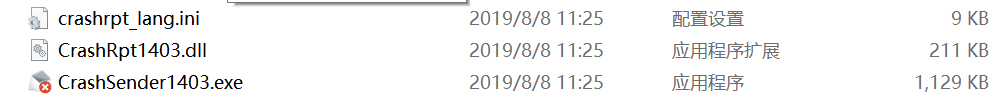 crashrpt_lang.ini 2019/8/8 11:25 配置设置 9 KB
CrashRpt1403.dll 2019/8/8 11:25 应用程序扩展 211 KB
CrashSender1403.exe 2019/8/8 11:25 应用程序 1,129 KB